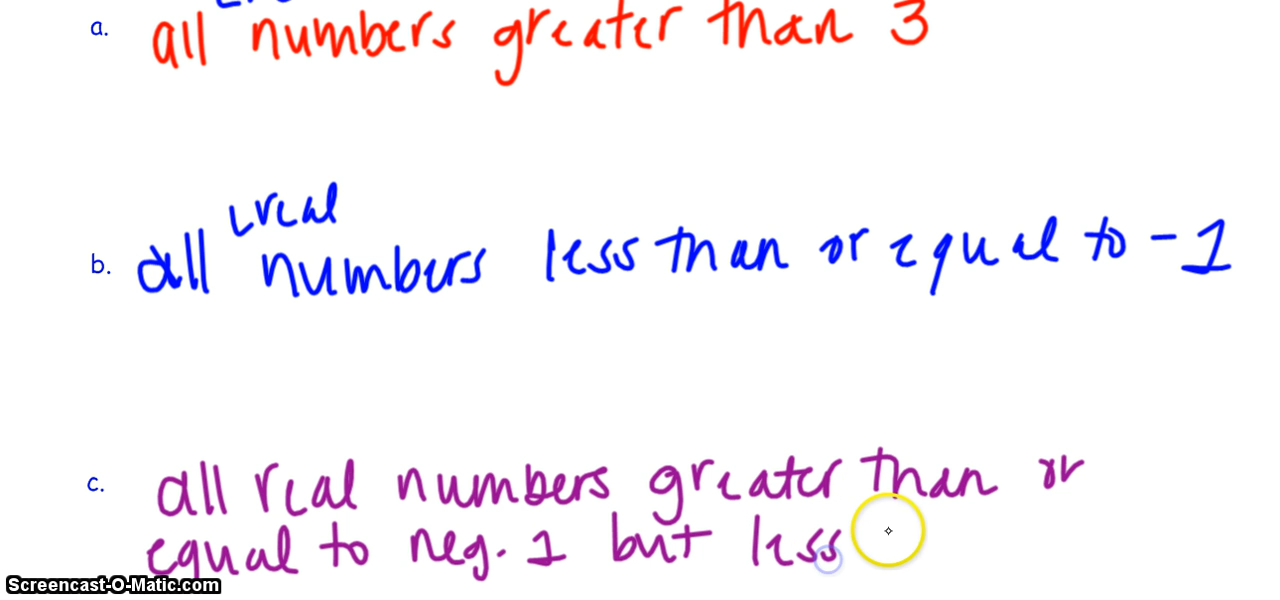 a. all numbers greater than 3
b. all real numbers less than or equal to -1
c. all real numbers greater than or
equal to neg. 1 but less
Screencast-O-Matic.com